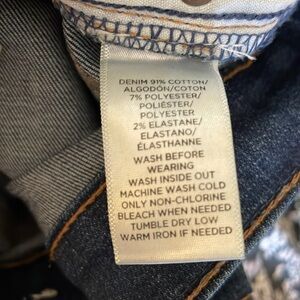 DENIM 91% COTTON/
ALGODÓN/COTON
7% POLYESTER/
POLIÉSTER/
POLYESTER
2% ELASTANE/
ELASTANO/
ÉLASTHANNE
WASH BEFORE
WEARING
WASH INSIDE OUT
MACHINE WASH COLD
ONLY NON-CHLORINE
BLEACH WHEN NEEDED
TUMBLE DRY LOW
WARM IRON IF NEEDED